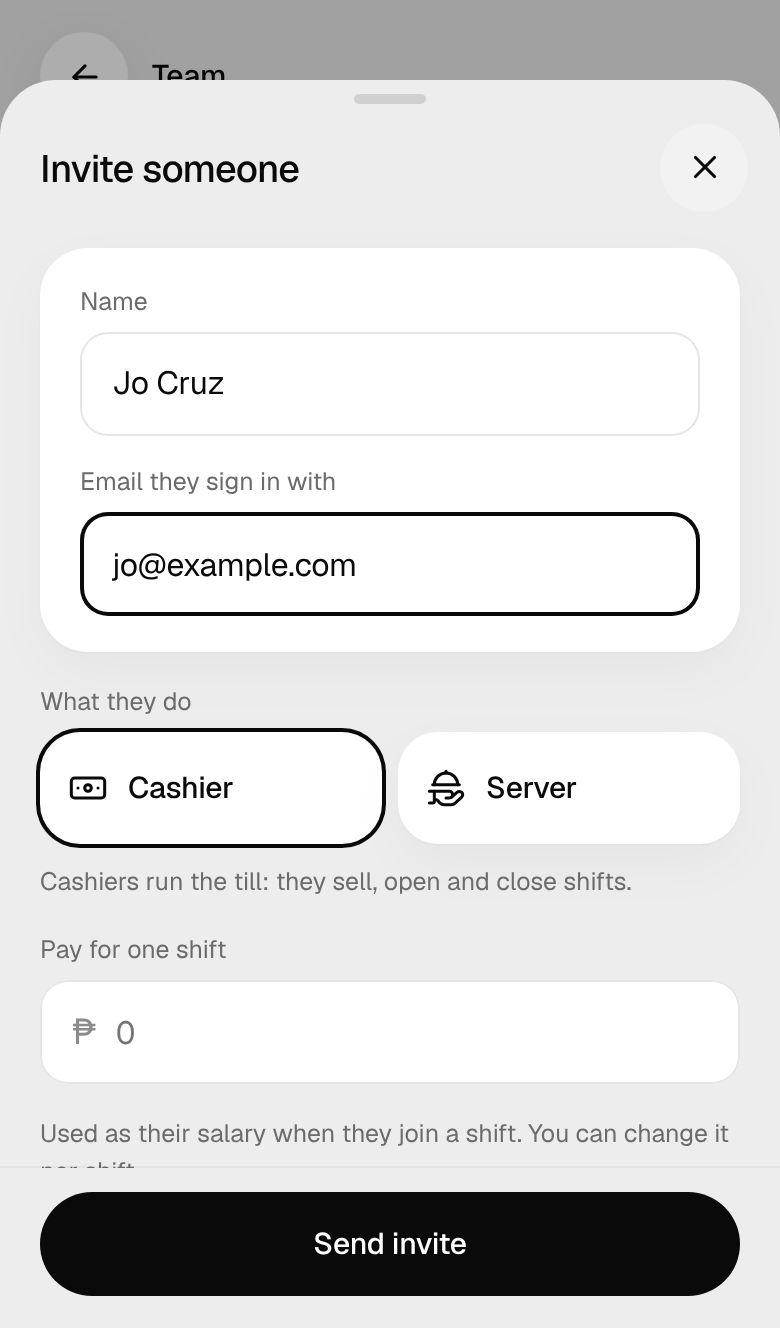 Team
Invite someone
Name
Jo Cruz
Email they sign in with
jo@example.com
What they do
Cashier
Server
Cashiers run the till: they sell, open and close shifts.
Pay for one shift
₱ 0
Used as their salary when they join a shift. You can change it
per shift.
Send invite